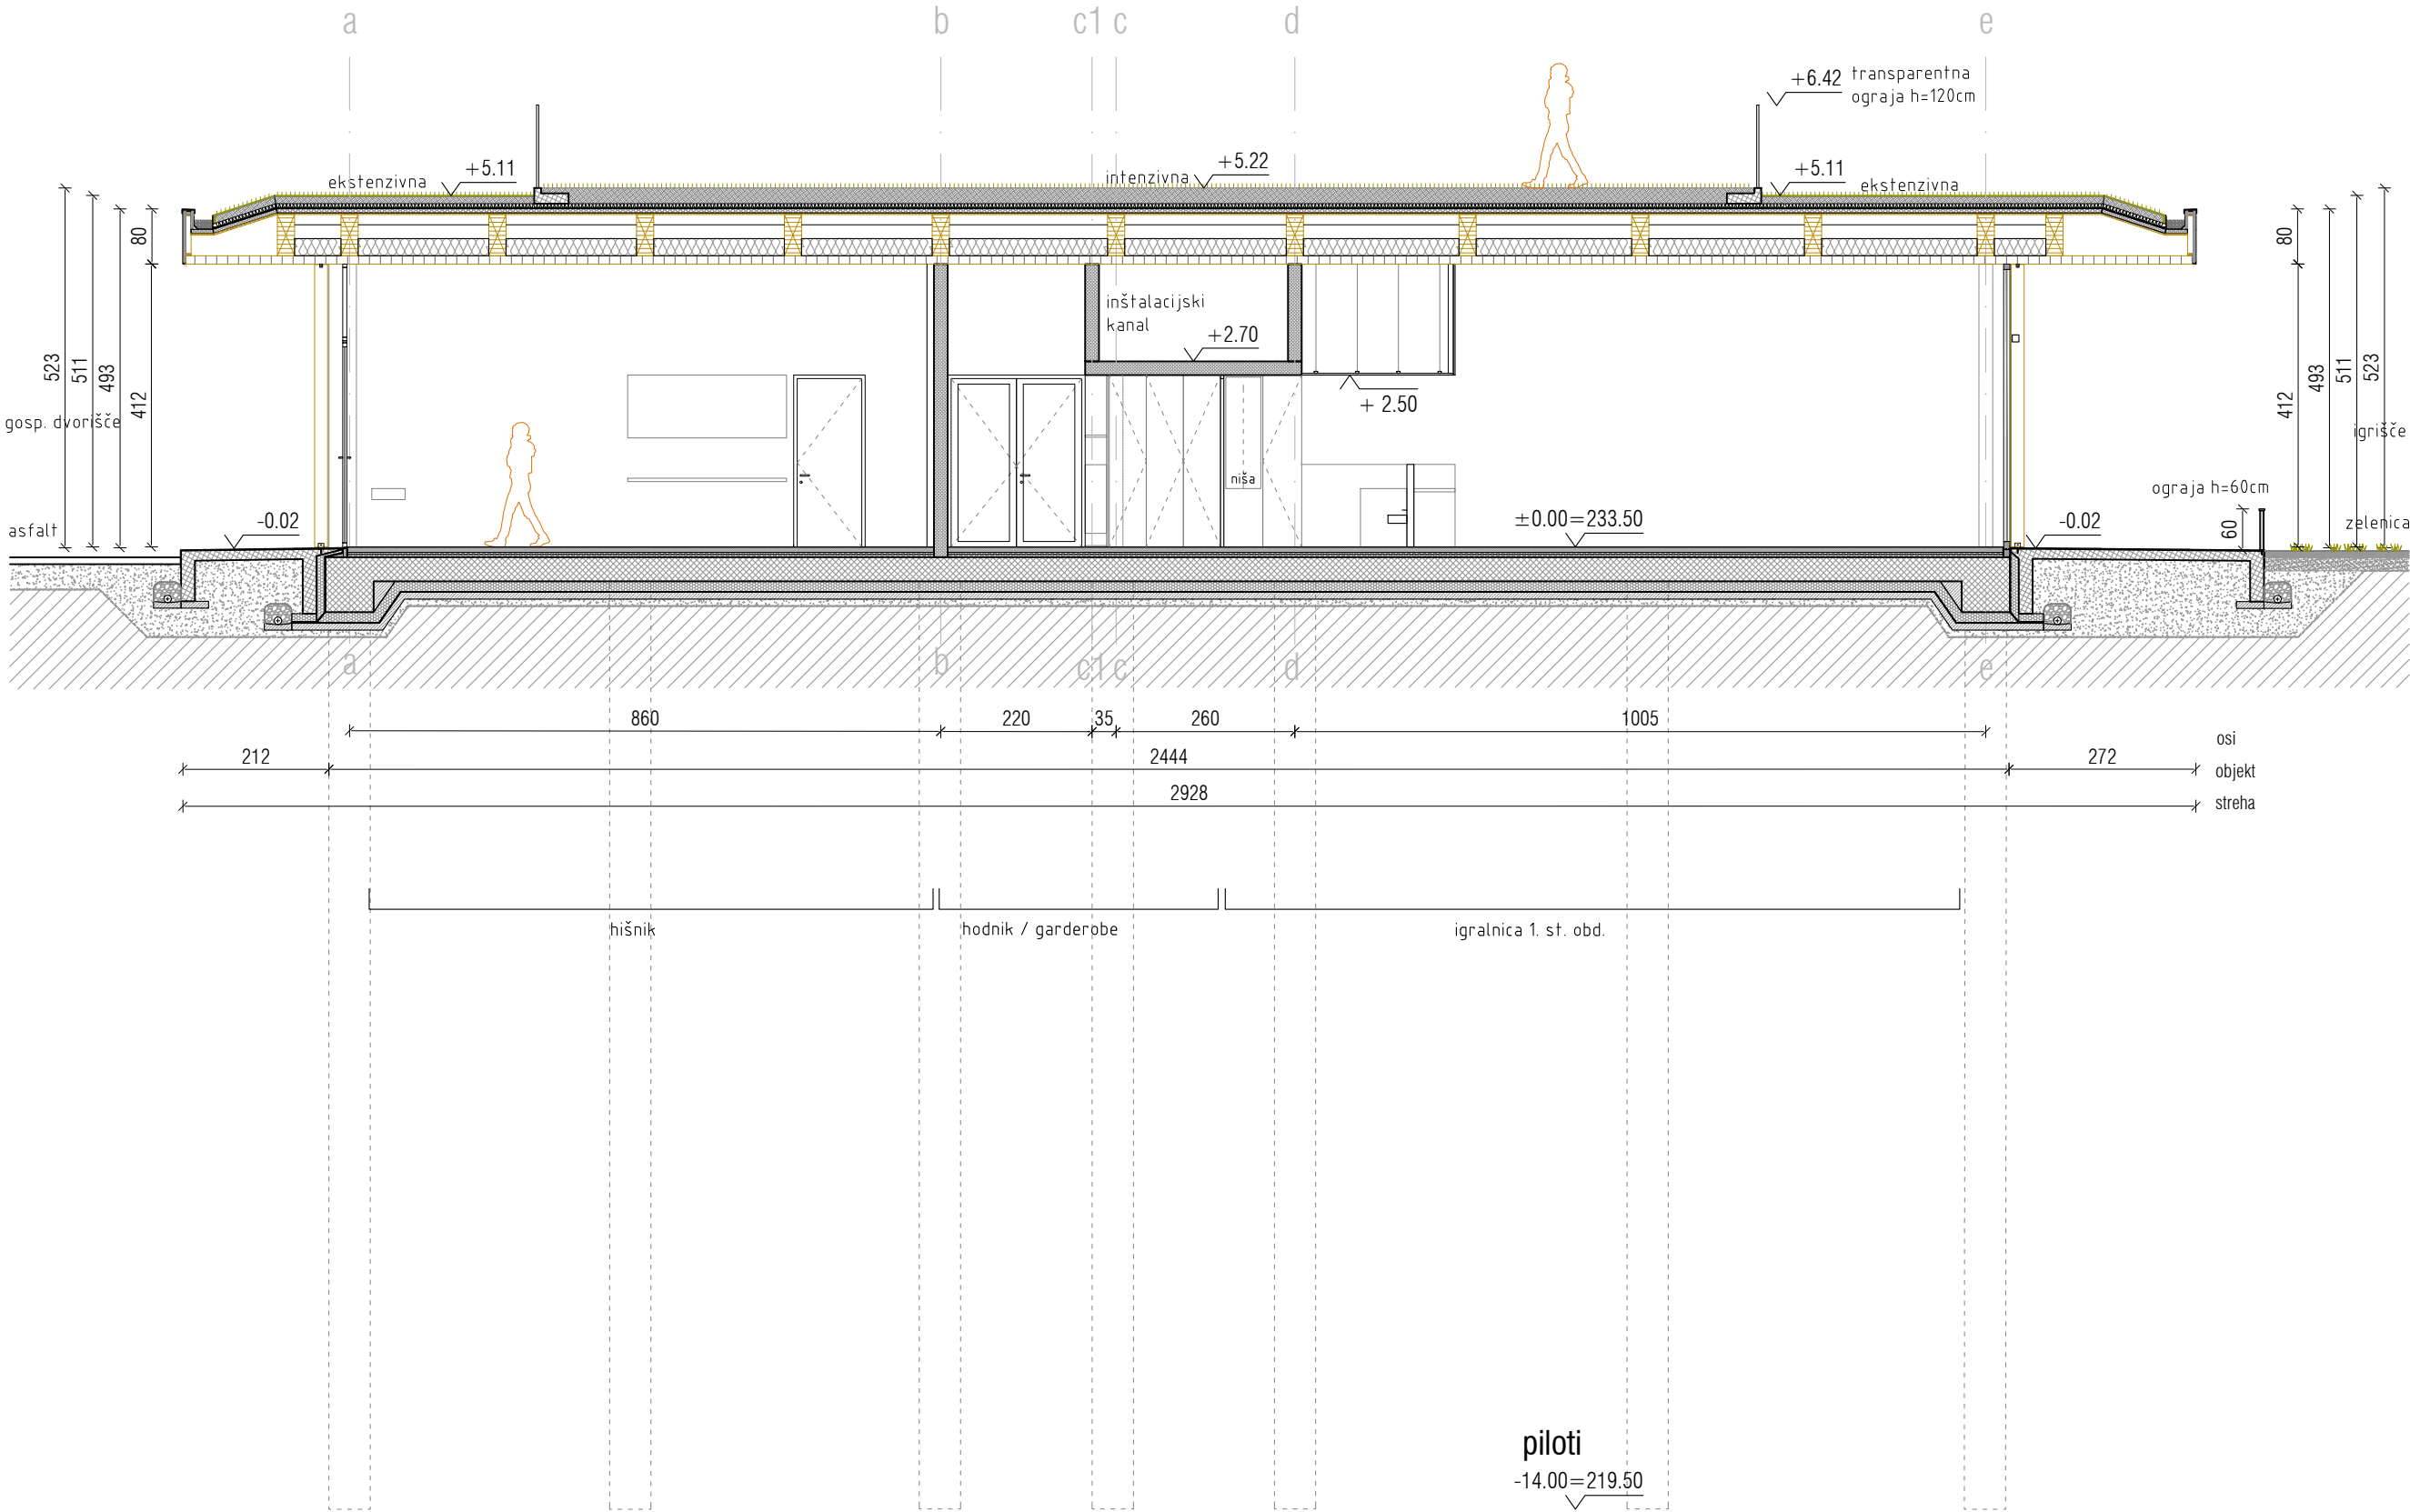 a b c1 c d e
+6.42 transparentna
ograja h=120cm
ekstenzivna +5.11
intenzivna +5.22
+5.11 ekstenzivna
80
80
inštalacijski
kanal
+2.70
523 511 493 412
+ 2.50
412 493 511 523
gosp. dvorišče
igrišče
niša
ograja h=60cm
asfalt
-0.02
±0.00=233.50
-0.02
60
zelenica
a b c1 c d e
860 220 35 260 1005
osi
212 2444 272
objekt
2928
streha
hišnik
hodnik / garderobe
igralnica 1. st. obd.
piloti
-14.00=219.50